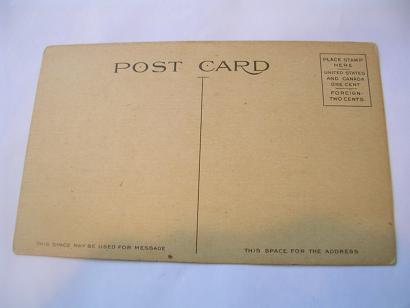 POST CARD
PLACE STAMP
HERE
UNITED STATES
AND CANADA
ONE CENT
FOREIGN-
TWO CENTS.
THIS SPACE MAY BE USED FOR MESSAGE
THIS SPACE FOR THE ADDRESS